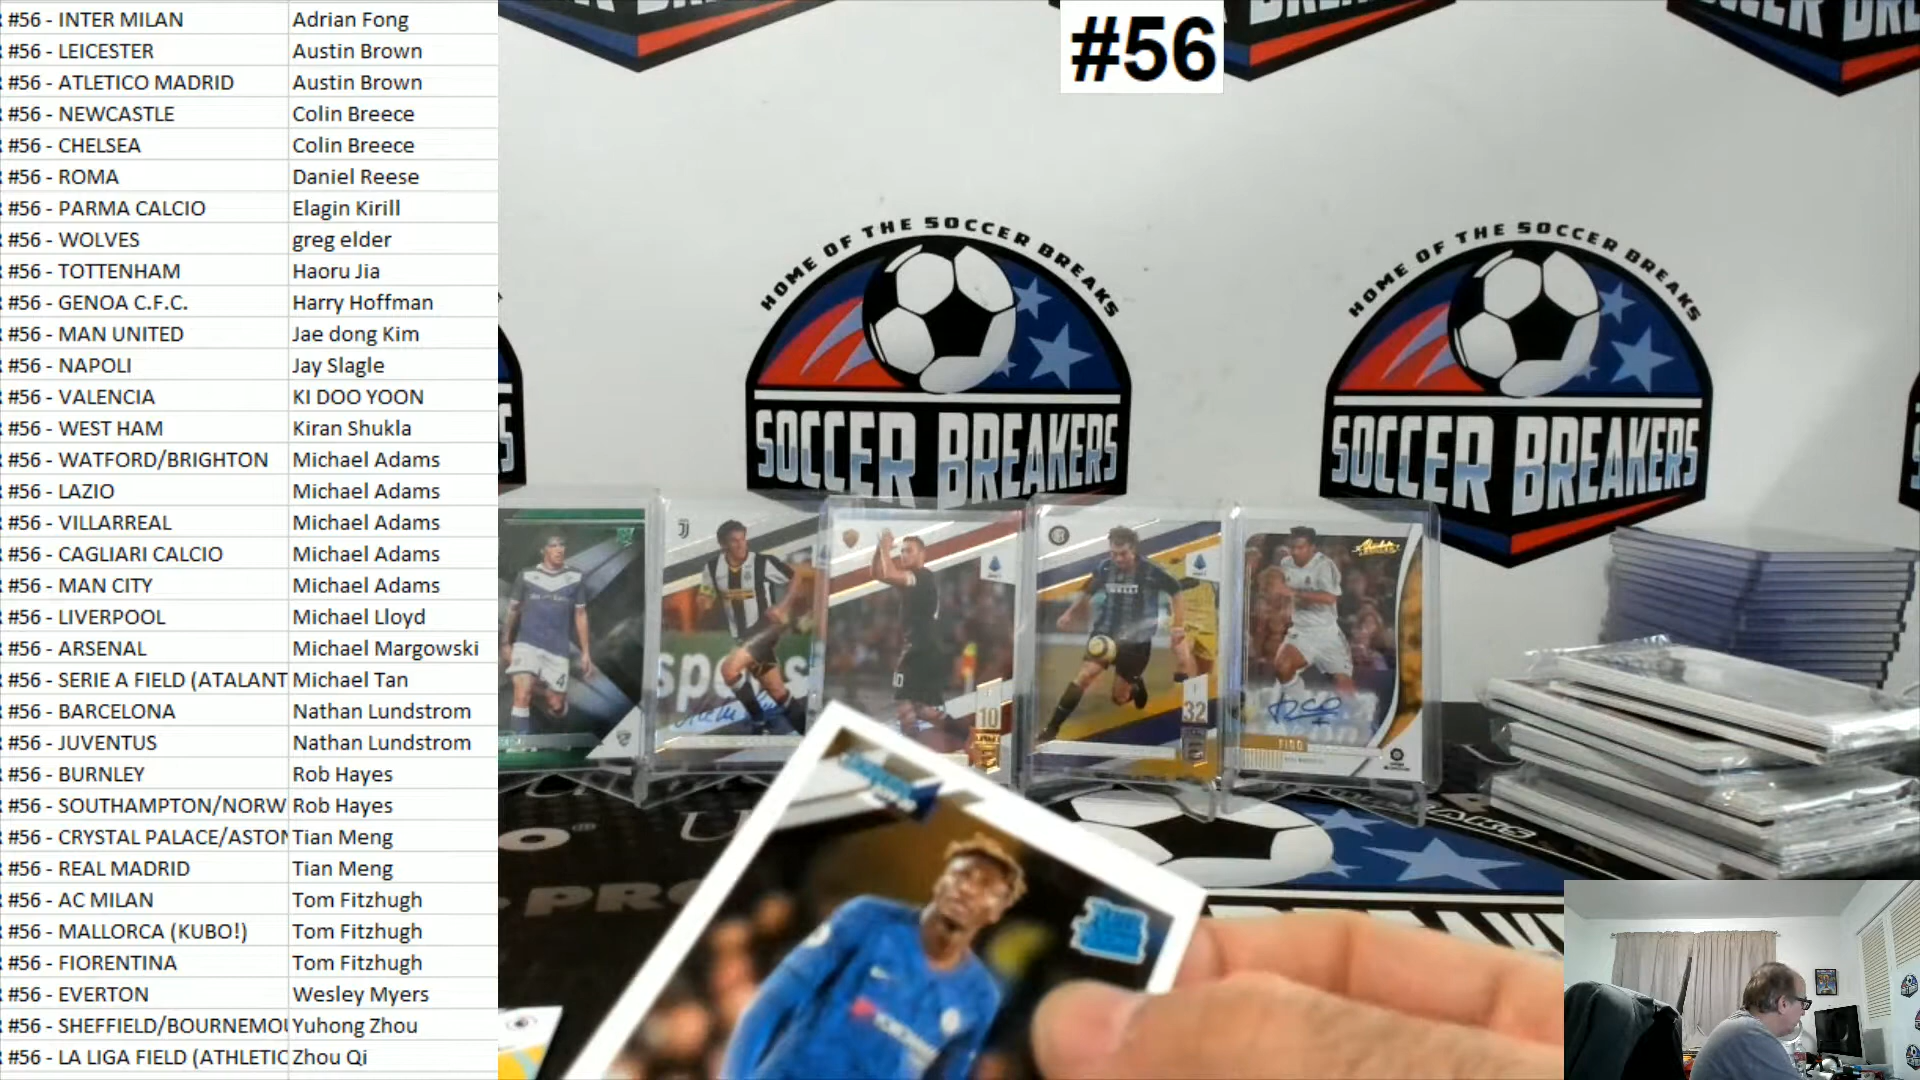 #56 - INTER MILAN Adrian Fong
#56 - LEICESTER Austin Brown
#56 - ATLETICO MADRID Austin Brown
#56 - NEWCASTLE Colin Breece
#56 - CHELSEA Colin Breece
#56 - ROMA Daniel Reese
#56 - PARMA CALCIO Elagin Kirill
#56 - WOLVES greg elder
#56 - TOTTENHAM Haoru Jia
#56 - GENOA C.F.C. Harry Hoffman
#56 - MAN UNITED Jae dong Kim
#56 - NAPOLI Jay Slagle
#56 - VALENCIA KI DOO YOON
#56 - WEST HAM Kiran Shukla
#56 - WATFORD/BRIGHTON Michael Adams
#56 - LAZIO Michael Adams
#56 - VILLARREAL Michael Adams
#56 - CAGLIARI CALCIO Michael Adams
#56 - MAN CITY Michael Adams
#56 - LIVERPOOL Michael Lloyd
#56 - ARSENAL Michael Margowski
#56 - SERIE A FIELD (ATALANT Michael Tan
#56 - BARCELONA Nathan Lundstrom
#56 - JUVENTUS Nathan Lundstrom
#56 - BURNLEY Rob Hayes
#56 - SOUTHAMPTON/NORW Rob Hayes
#56 - CRYSTAL PALACE/ASTON Tian Meng
#56 - REAL MADRID Tian Meng
#56 - AC MILAN Tom Fitzhugh
#56 - MALLORCA (KUBO!) Tom Fitzhugh
#56 - FIORENTINA Tom Fitzhugh
#56 - EVERTON Wesley Myers
#56 - SHEFFIELD/BOURNEMOU Yuhong Zhou
#56 - LA LIGA FIELD (ATHLETIC Zhou Qi
#56
HOME OF THE SOCCER BREAKS
SOCCER BREAKERS
HOME OF THE SOCCER BREAKS
SOCCER BREAKERS
10
32
FIGO